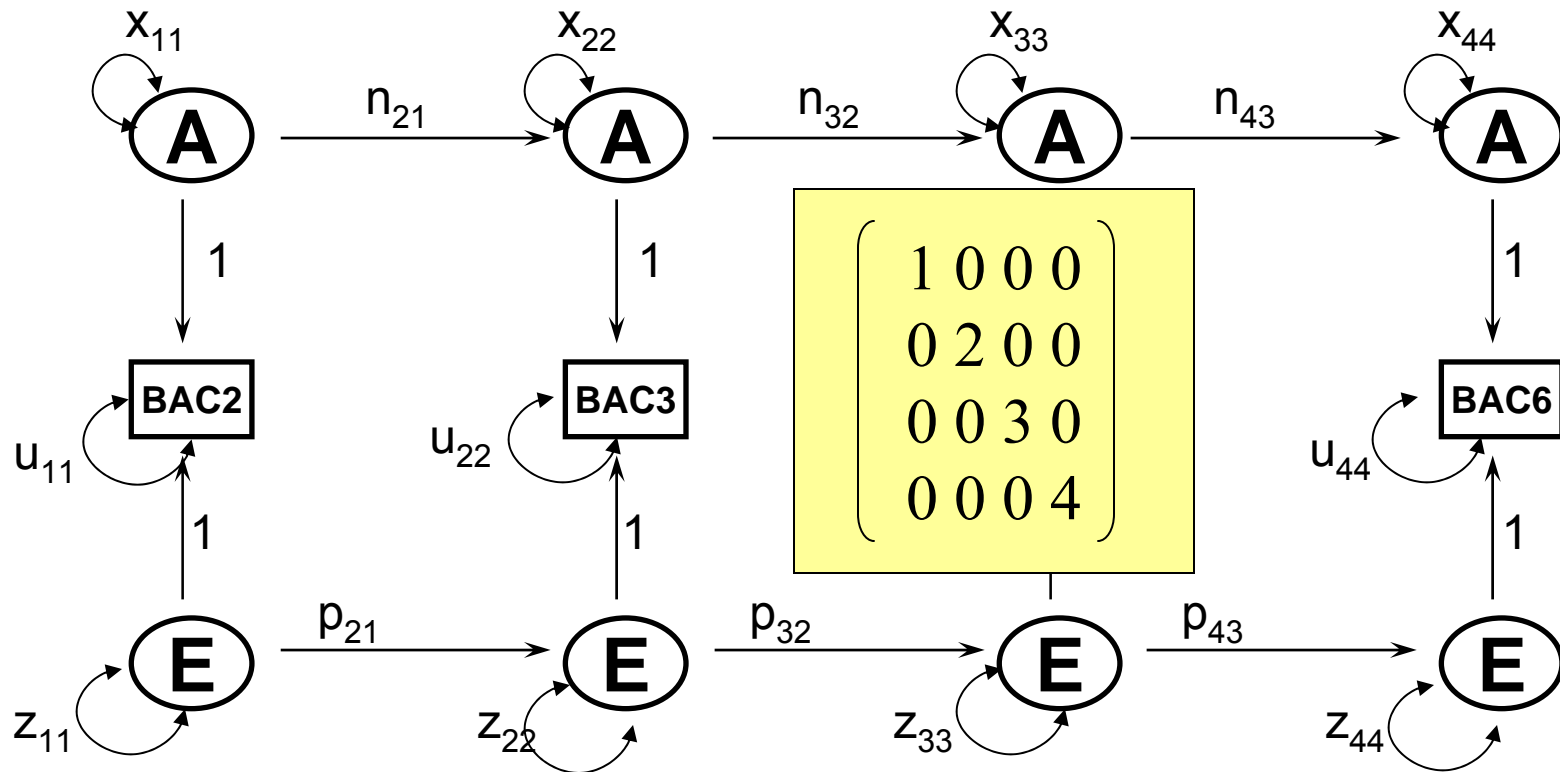 x₁₁ x₂₂ x₃₃ x₄₄
n₂₁ n₃₂ n₄₃
A A A A
1 1 1
1 0 0 0
0 2 0 0
0 0 3 0
0 0 0 4
BAC2 BAC3 BAC6
u₁₁ u₂₂ u₄₄
1 1 1
p₂₁ p₃₂ p₄₃
E E E E
z₁₁ z₂₂ z₃₃ z₄₄